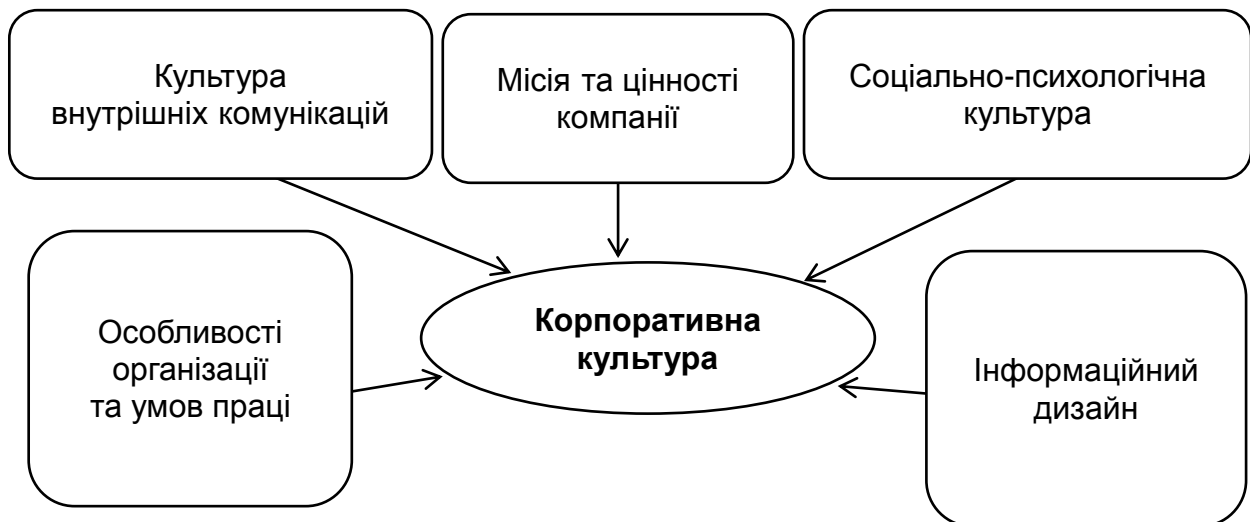 Культура
внутрішніх комунікацій
Місія та цінності
компанії
Соціально-психологічна
культура
Особливості
організації
та умов праці
Корпоративна
культура
Інформаційний
дизайн